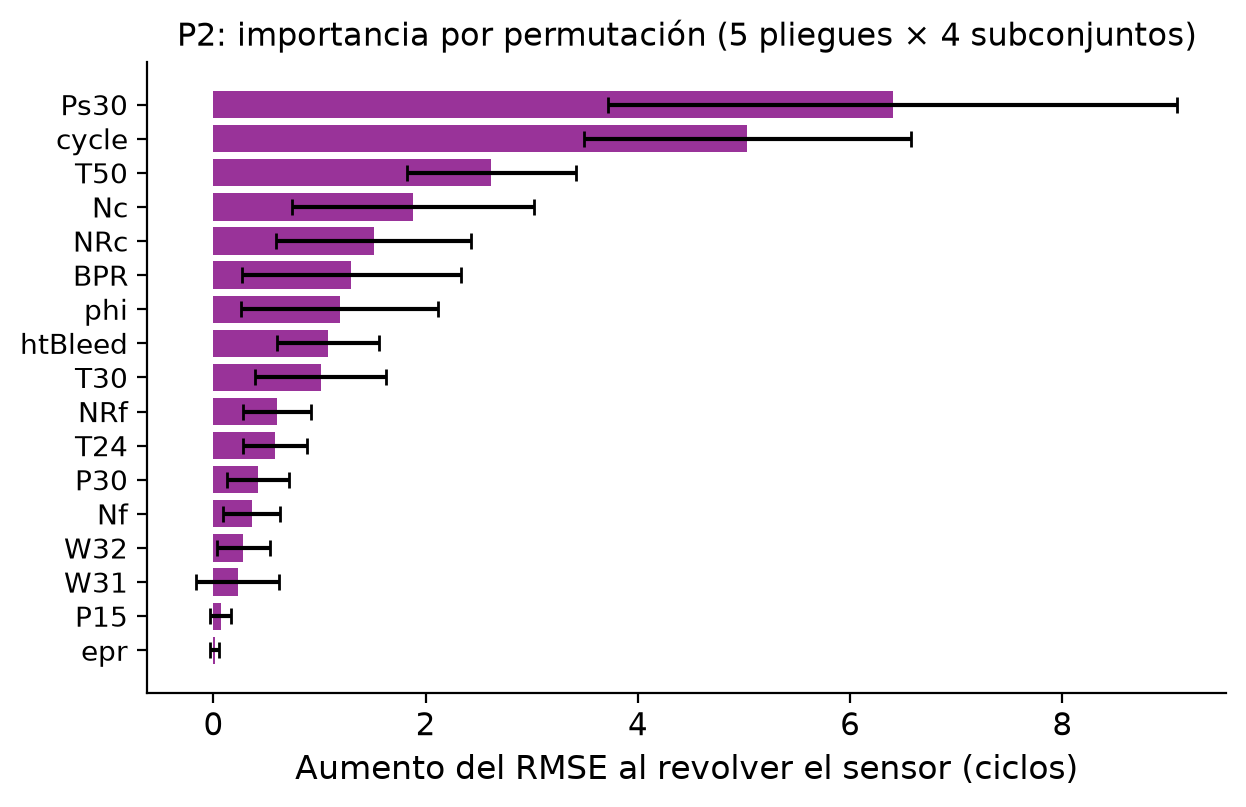 P2: importancia por permutación (5 pliegues × 4 subconjuntos)
Ps30
cycle
T50
Nc
NRc
BPR
phi
htBleed
T30
NRf
T24
P30
Nf
W32
W31
P15
epr
0 2 4 6 8
Aumento del RMSE al revolver el sensor (ciclos)